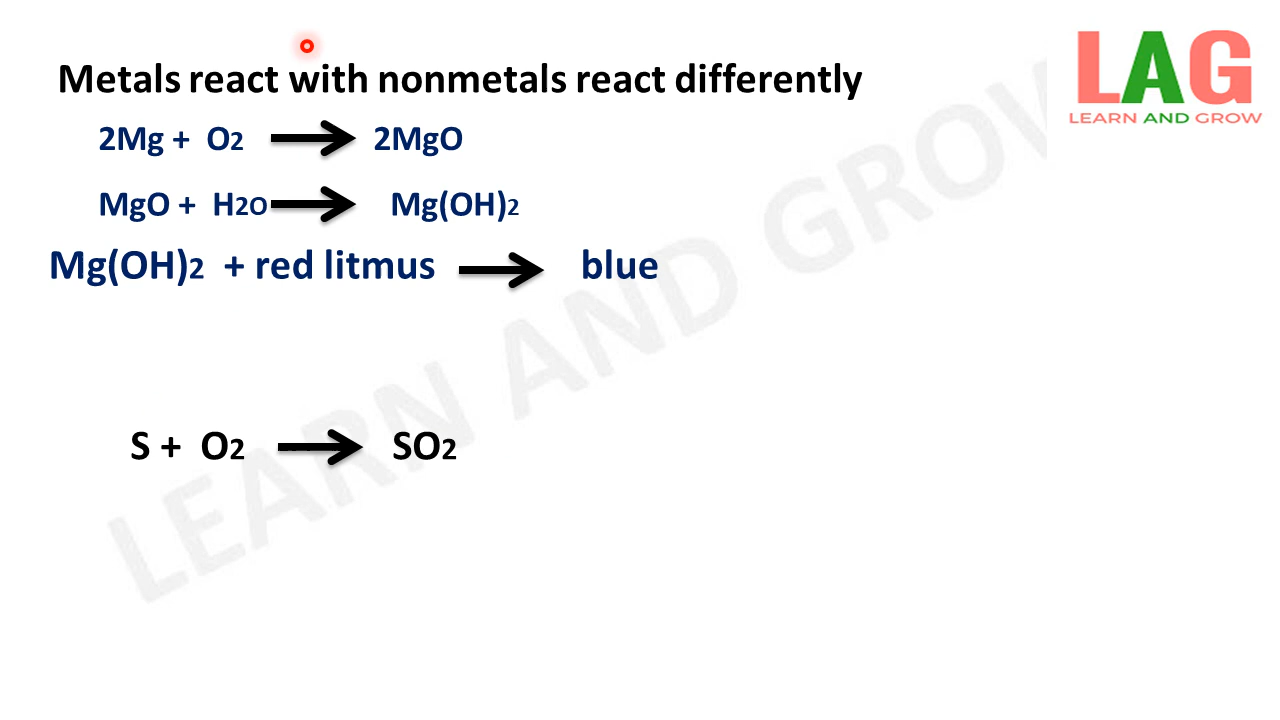 LAG
LEARN AND GROW
Metals react with nonmetals react differently
2Mg + O2 → 2MgO
MgO + H2O → Mg(OH)2
Mg(OH)2 + red litmus → blue
S + O2 → SO2
LEARN AND GROW